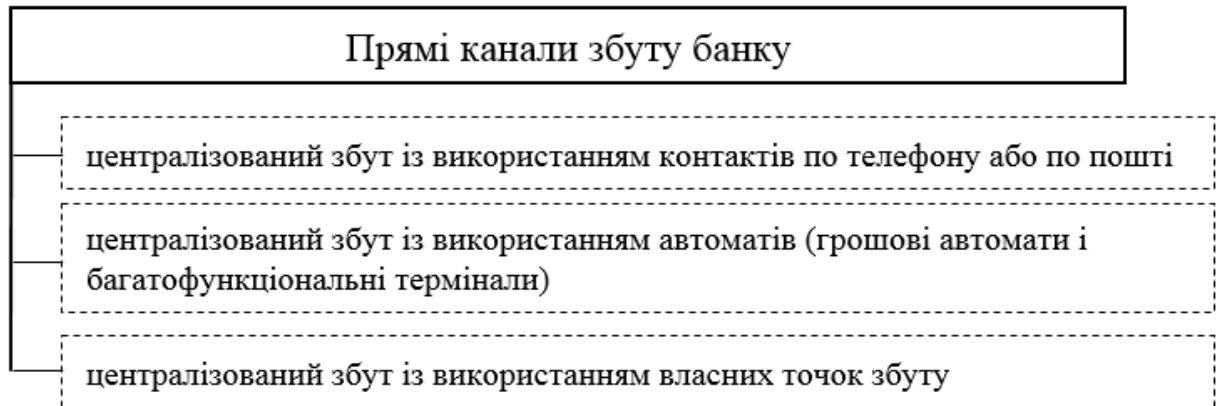 Прямі канали збуту банку
централізований збут із використанням контактів по телефону або по пошті
централізований збут із використанням автоматів (грошові автомати і
багатофункціональні термінали)
централізований збут із використанням власних точок збуту